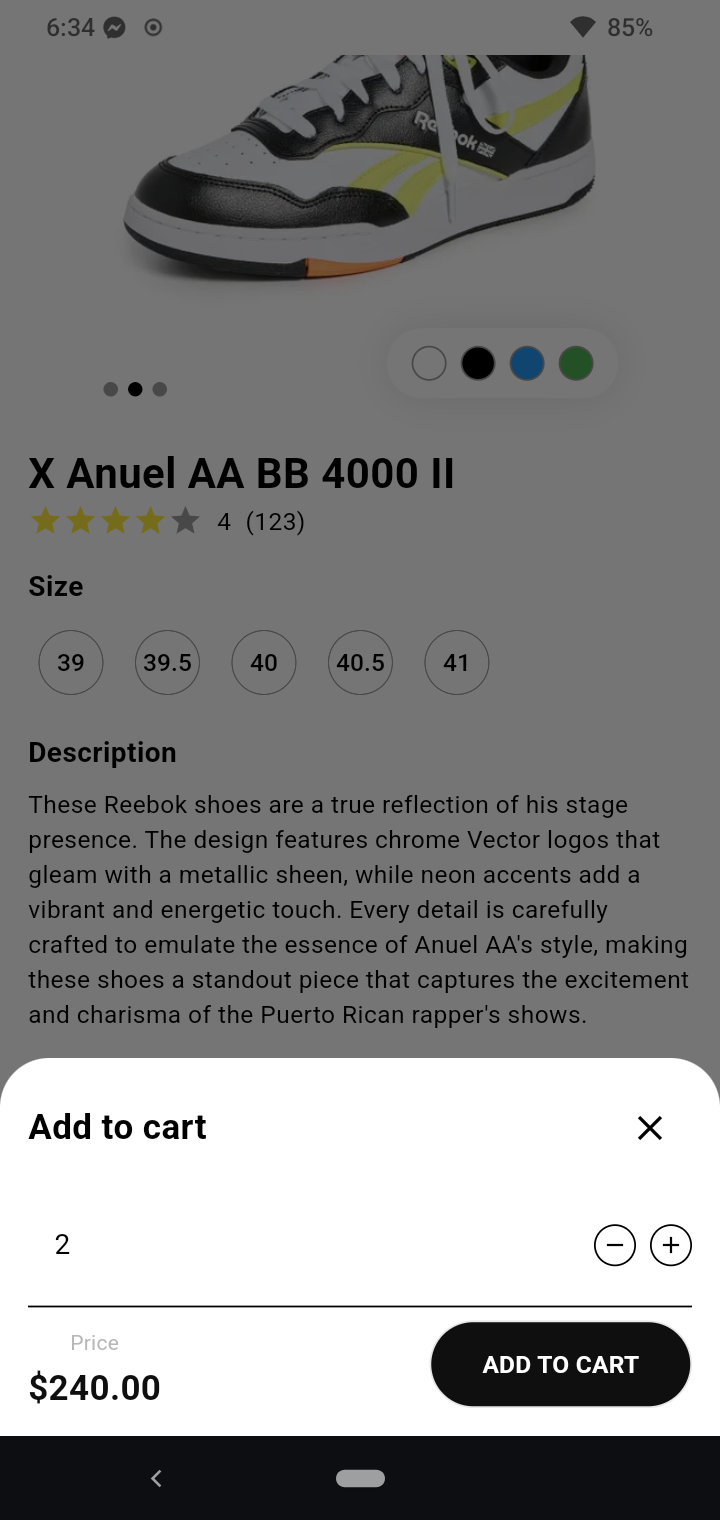 6:34
85%
Reebok
X Anuel AA BB 4000 II
4 (123)
Size
39 39.5 40 40.5 41
Description
These Reebok shoes are a true reflection of his stage
presence. The design features chrome Vector logos that
gleam with a metallic sheen, while neon accents add a
vibrant and energetic touch. Every detail is carefully
crafted to emulate the essence of Anuel AA's style, making
these shoes a standout piece that captures the excitement
and charisma of the Puerto Rican rapper's shows.
Add to cart
2
Price
$240.00
ADD TO CART